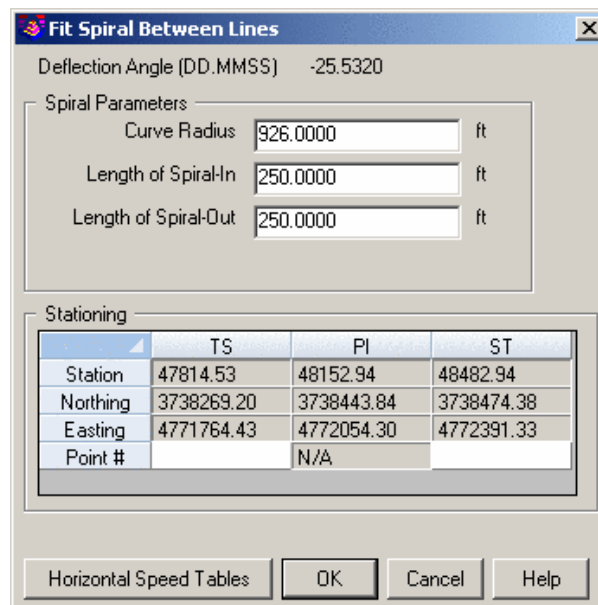 Fit Spiral Between Lines
Deflection Angle (DD.MMSS) -25.5320
Spiral Parameters
Curve Radius 926.0000 ft
Length of Spiral-In 250.0000 ft
Length of Spiral-Out 250.0000 ft
Stationing
TS PI ST
Station 47814.53 48152.94 48482.94
Northing 3738269.20 3738443.84 3738474.38
Easting 4771764.43 4772054.30 4772391.33
Point # N/A
Horizontal Speed Tables OK Cancel Help